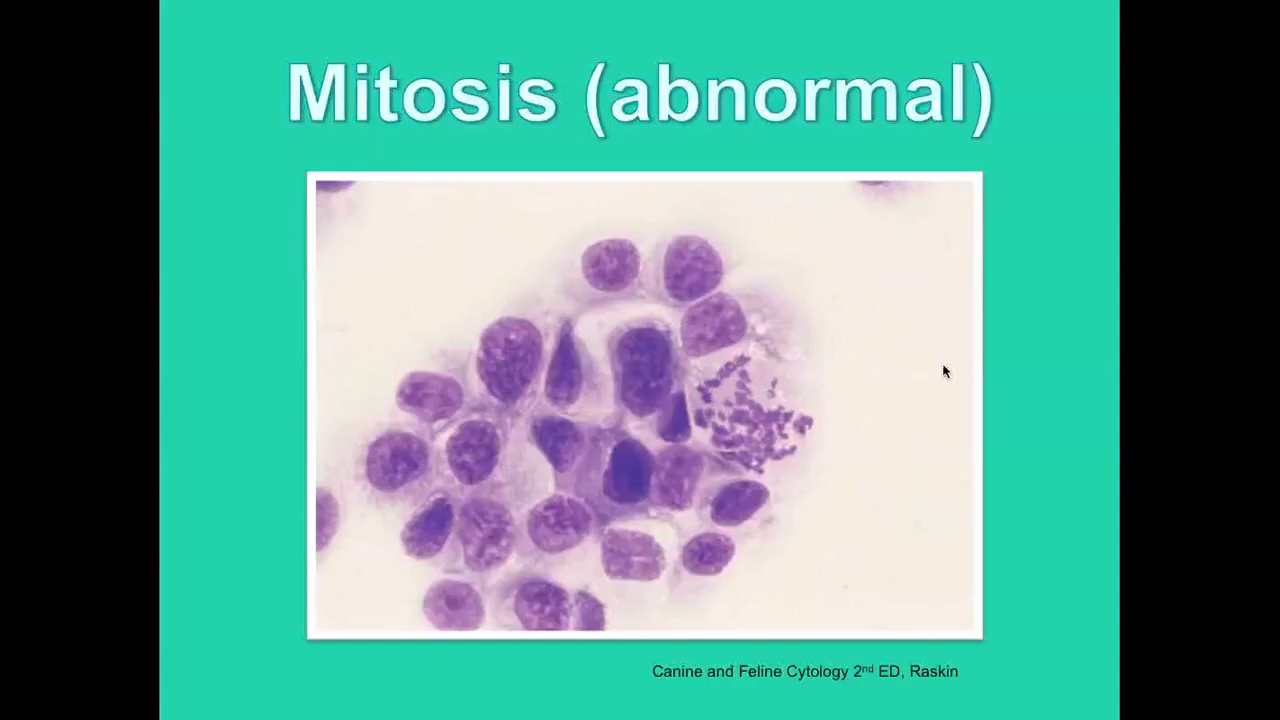 Mitosis (abnormal)
Canine and Feline Cytology 2nd ED, Raskin